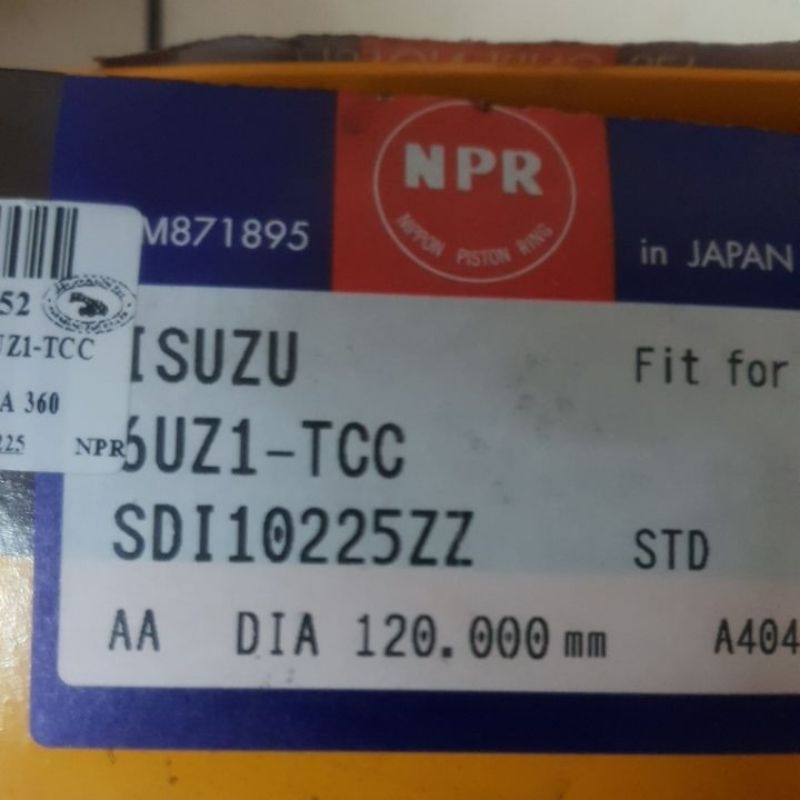 NPR
NIPPON PISTON RING
M871895
in JAPAN
52
UZ1-TCC
A 360
225
NPR
ISUZU
Fit for
6UZ1-TCC
SDI10225ZZ
STD
AA DIA 120.000 mm
A404